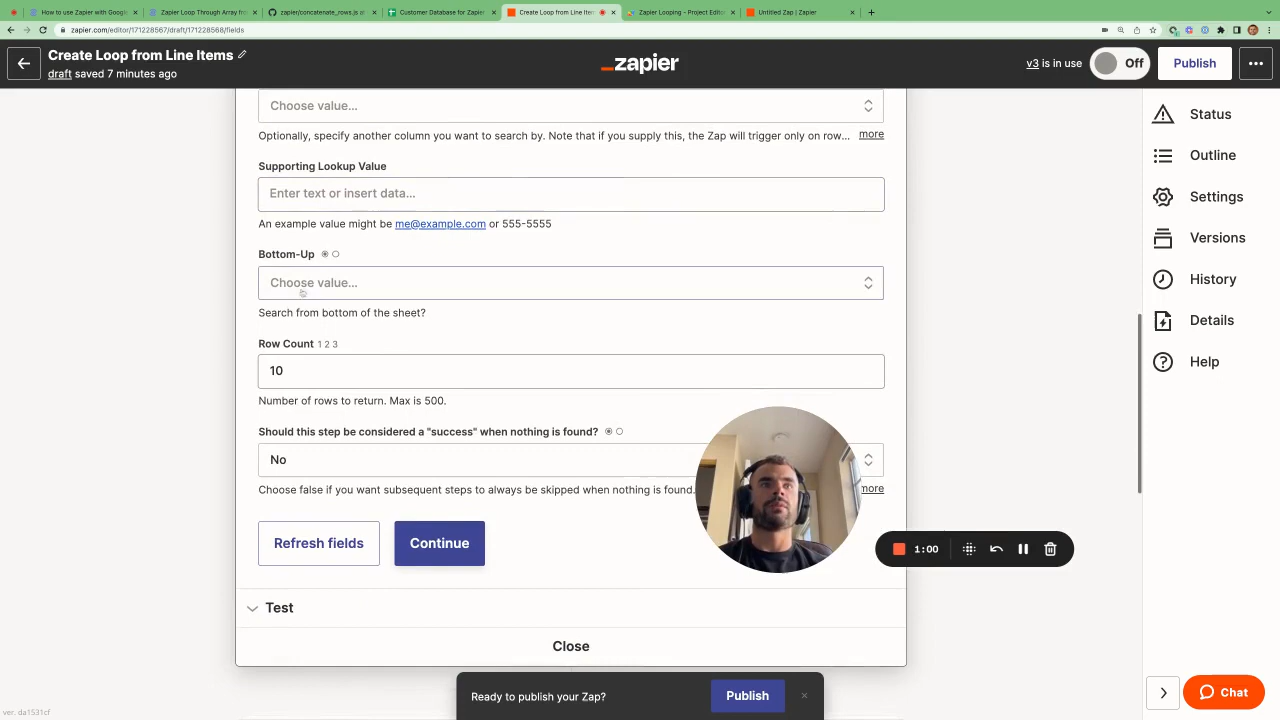 How to use Zapier with Google
Zapier Loop Through Array fro
zapier/concatenate_rows.js at
Customer Database for Zapier
Create Loop from Line Item
Zapier Looping - Project Editor
Untitled Zap | Zapier
zapier.com/editor/171228567/draft/171228568/fields
Create Loop from Line Items
draft saved 7 minutes ago
zapier
v3 is in use
Off
Publish
Choose value...
Optionally, specify another column you want to search by. Note that if you supply this, the Zap will trigger only on row... more
Supporting Lookup Value
Enter text or insert data...
An example value might be me@example.com or 555-5555
Bottom-Up
Choose value...
Search from bottom of the sheet?
Row Count 1 2 3
10
Number of rows to return. Max is 500.
Should this step be considered a "success" when nothing is found?
No
Choose false if you want subsequent steps to always be skipped when nothing is found.
more
Refresh fields
Continue
1:00
Test
Close
Ready to publish your Zap?
Publish
Status
Outline
Settings
Versions
History
Details
Help
Chat
ver. da1531cf